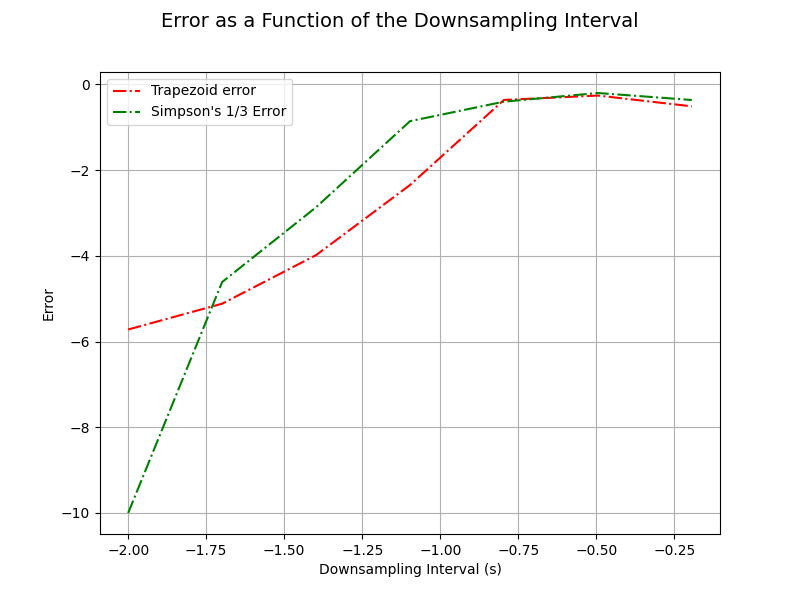 Error as a Function of the Downsampling Interval
Trapezoid error
Simpson's 1/3 Error
0
−2
−4
−6
−8
−10
Error
−2.00 −1.75 −1.50 −1.25 −1.00 −0.75 −0.50 −0.25
Downsampling Interval (s)